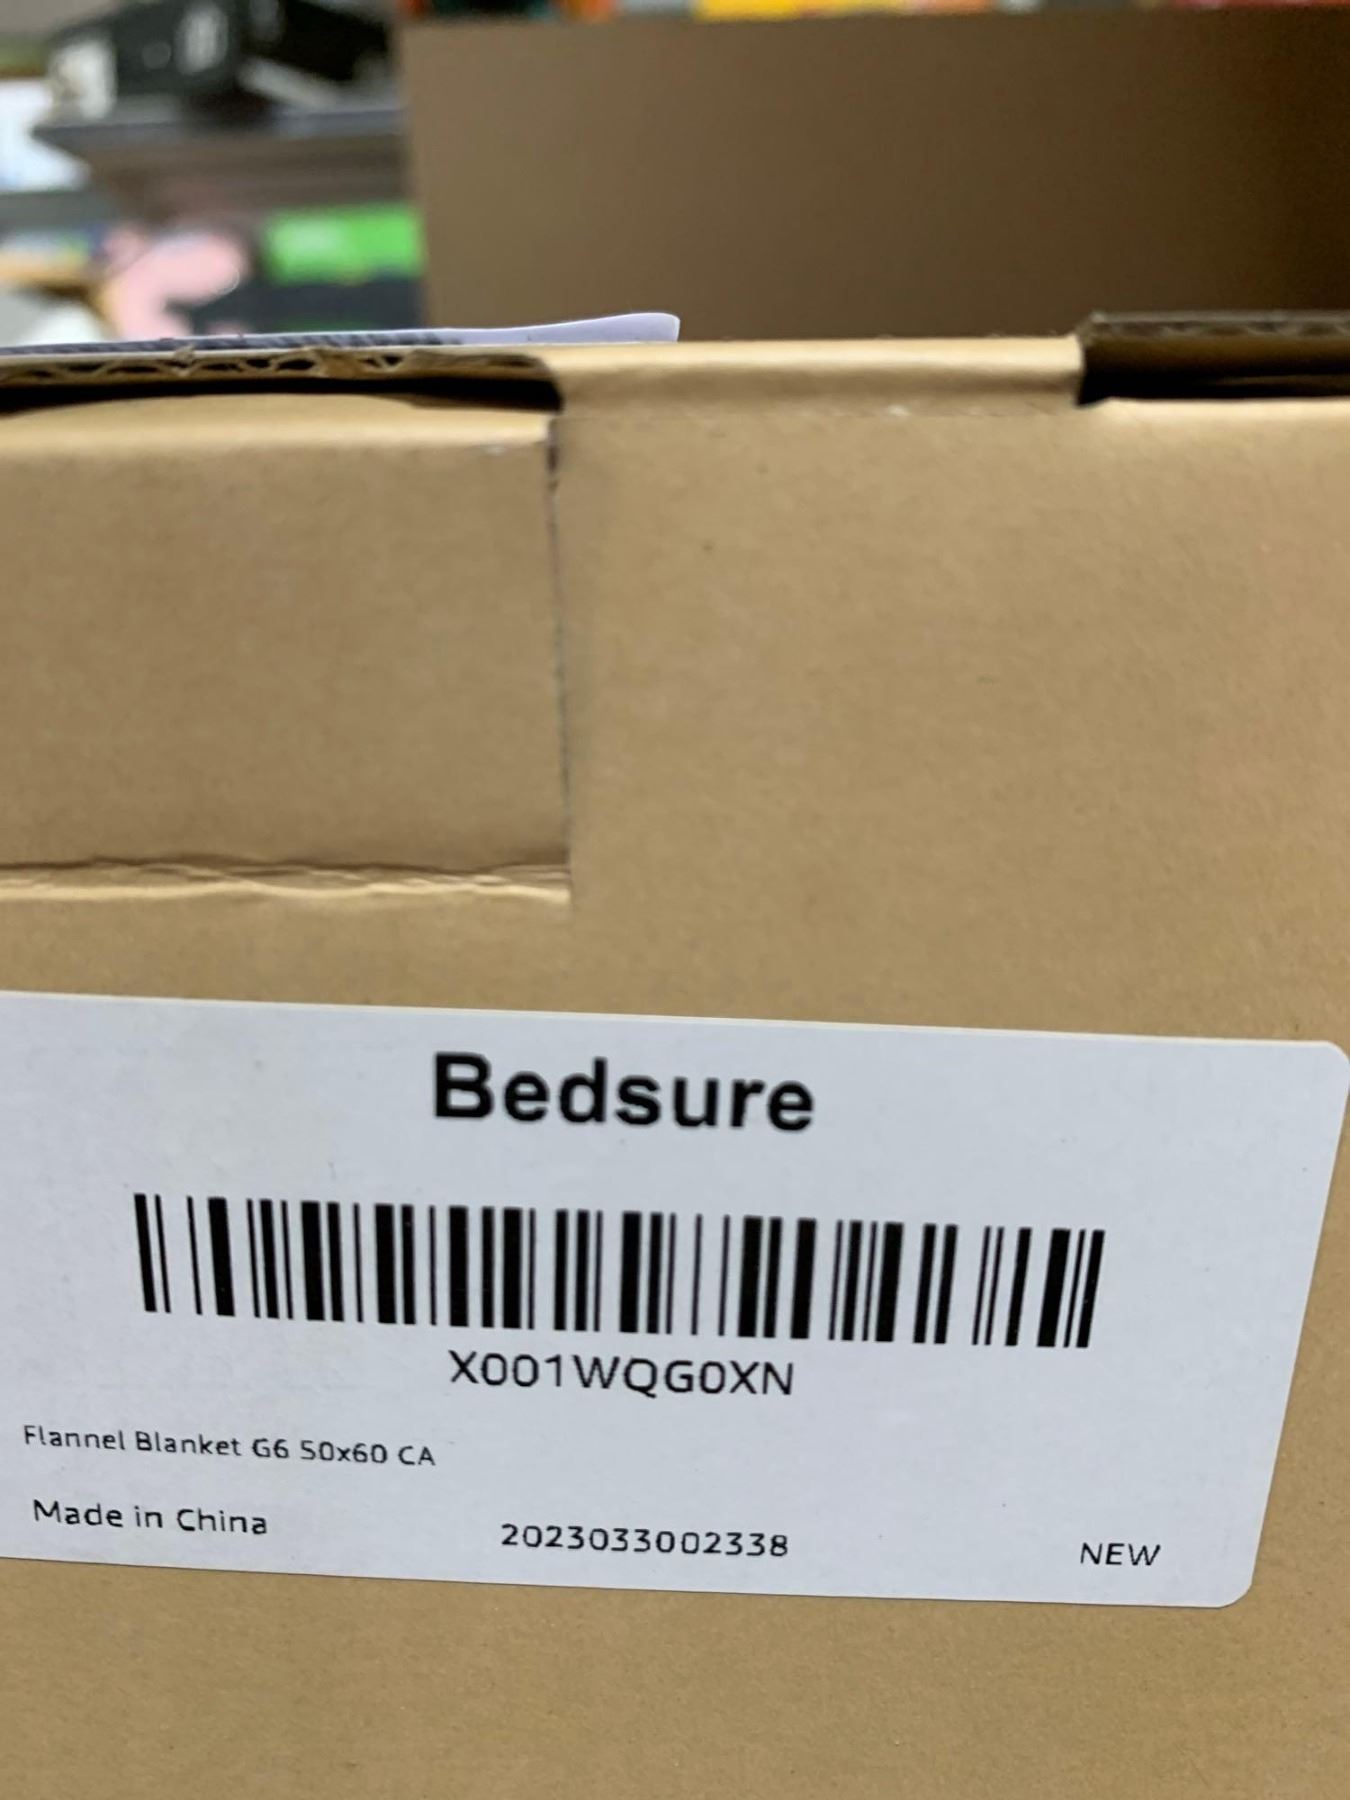 Bedsure
X001WQG0XN
Flannel Blanket G6 50x60 CA
Made in China
2023033002338
NEW